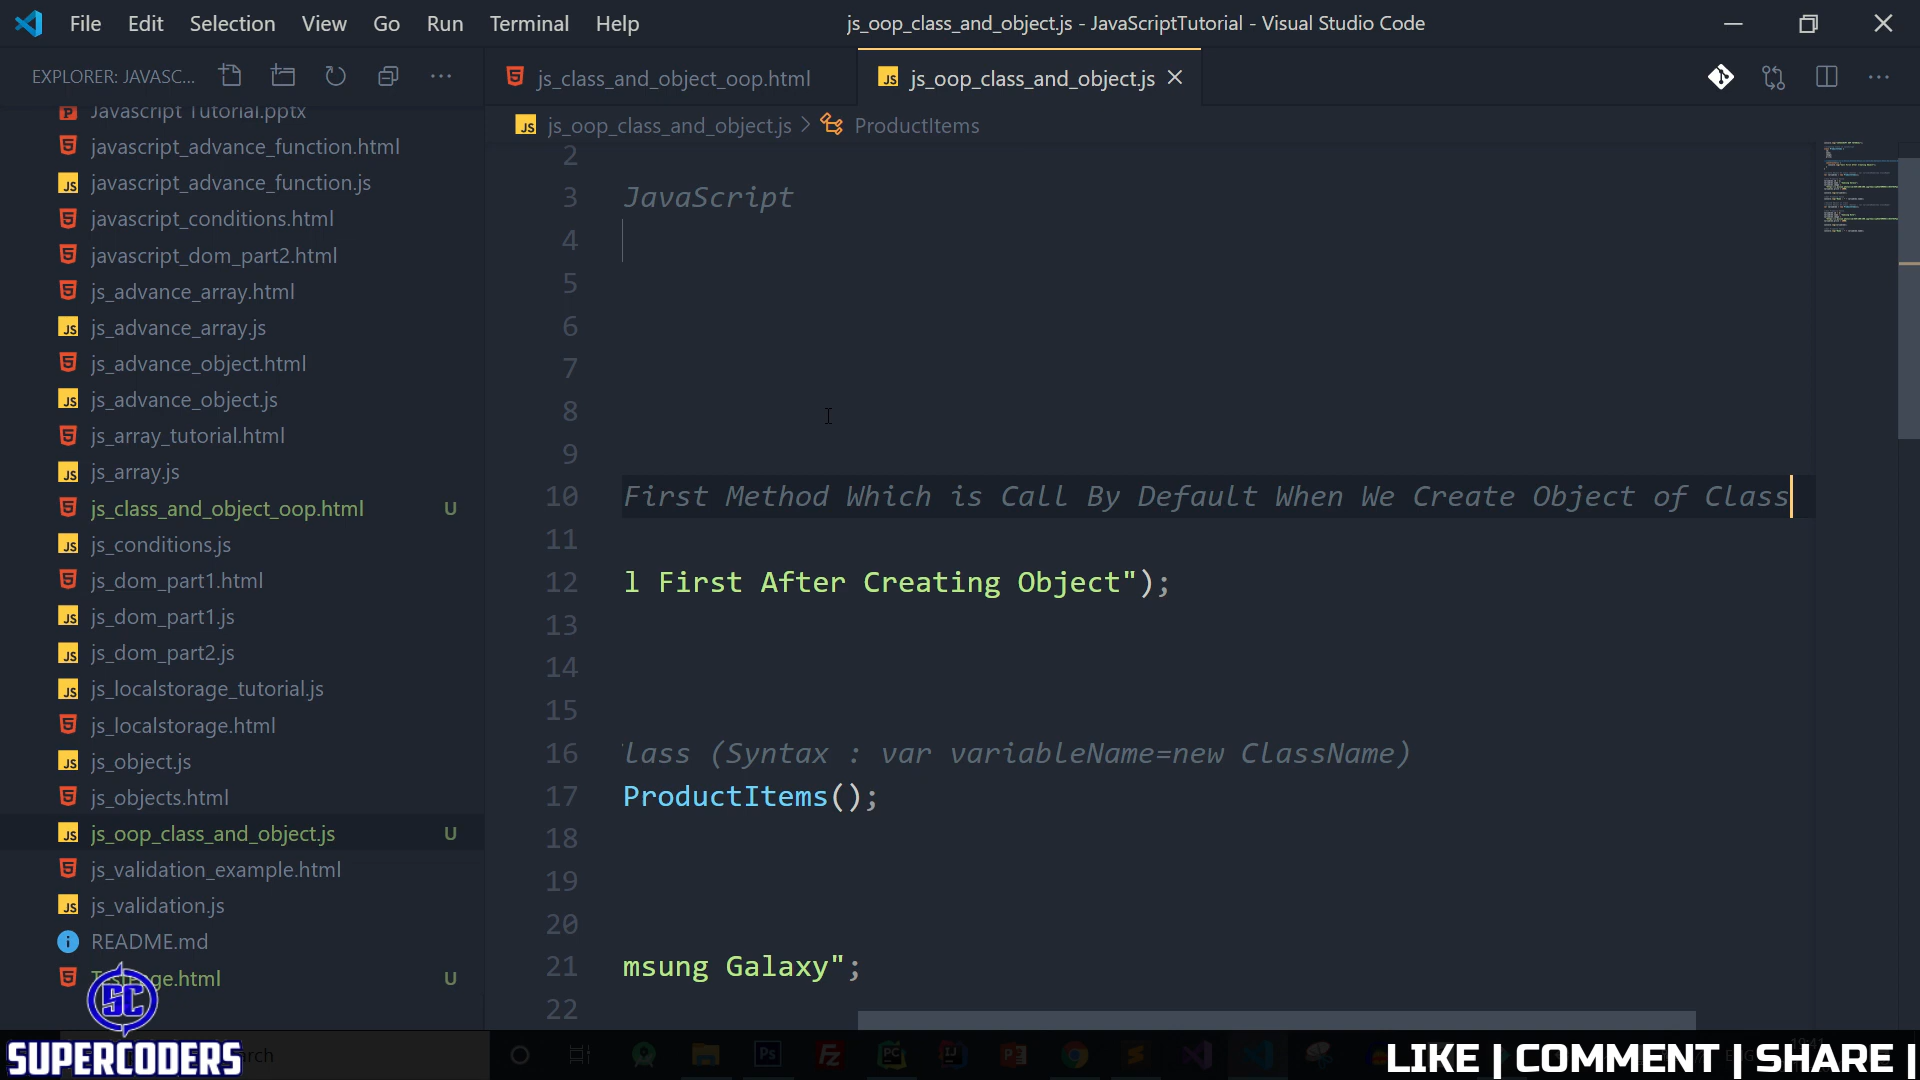 File Edit Selection View Go Run Terminal Help
js_oop_class_and_object.js - JavaScriptTutorial - Visual Studio Code
EXPLORER: JAVASC...
js_class_and_object_oop.html
js_oop_class_and_object.js
js_oop_class_and_object.js > ProductItems
Javascript Tutorial.pptx
javascript_advance_function.html
javascript_advance_function.js
javascript_conditions.html
javascript_dom_part2.html
js_advance_array.html
js_advance_array.js
js_advance_object.html
js_advance_object.js
js_array_tutorial.html
js_array.js
js_class_and_object_oop.html U
js_conditions.js
js_dom_part1.html
js_dom_part1.js
js_dom_part2.js
js_localstorage_tutorial.js
js_localstorage.html
js_object.js
js_objects.html
js_oop_class_and_object.js U
js_validation_example.html
js_validation.js
README.md
ge.html U
2
3 JavaScript
4
5
6
7
8
9
10 First Method Which is Call By Default When We Create Object of Class
11
12 l First After Creating Object");
13
14
15
16 lass (Syntax : var variableName=new ClassName)
17 ProductItems();
18
19
20
21 msung Galaxy";
22
SC
SUPERCODERS
LIKE | COMMENT | SHARE |